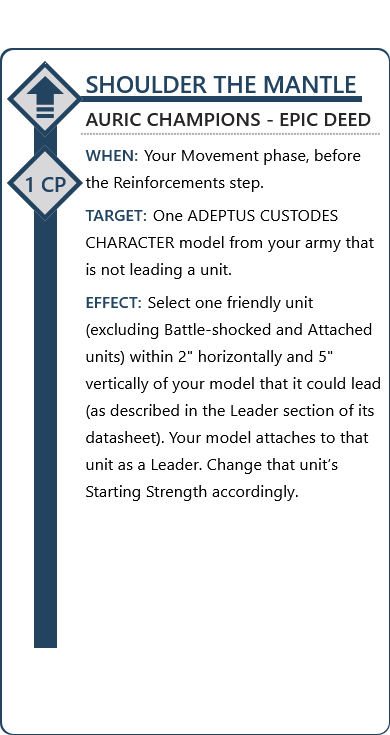 SHOULDER THE MANTLE
AURIC CHAMPIONS - EPIC DEED
1 CP
WHEN: Your Movement phase, before
the Reinforcements step.
TARGET: One ADEPTUS CUSTODES
CHARACTER model from your army that
is not leading a unit.
EFFECT: Select one friendly unit
(excluding Battle-shocked and Attached
units) within 2" horizontally and 5"
vertically of your model that it could lead
(as described in the Leader section of its
datasheet). Your model attaches to that
unit as a Leader. Change that unit’s
Starting Strength accordingly.